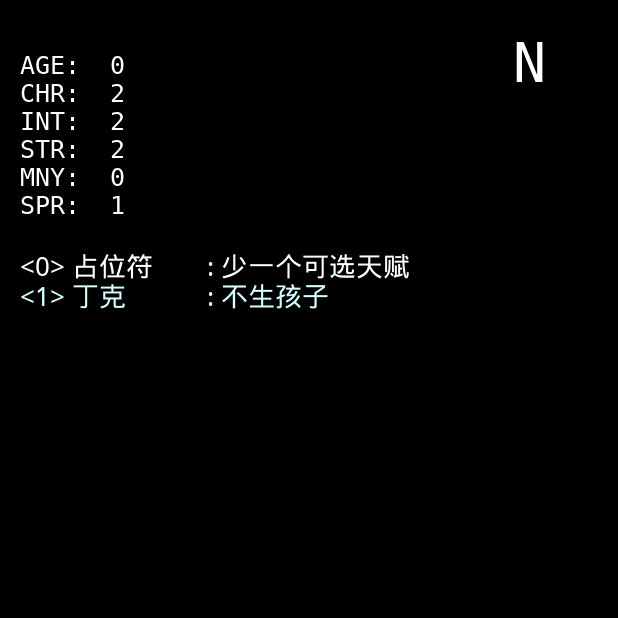 N
AGE: 0
CHR: 2
INT: 2
STR: 2
MNY: 0
SPR: 1
<0> 占位符 :少一个可选天赋
<1> 丁克 :不生孩子